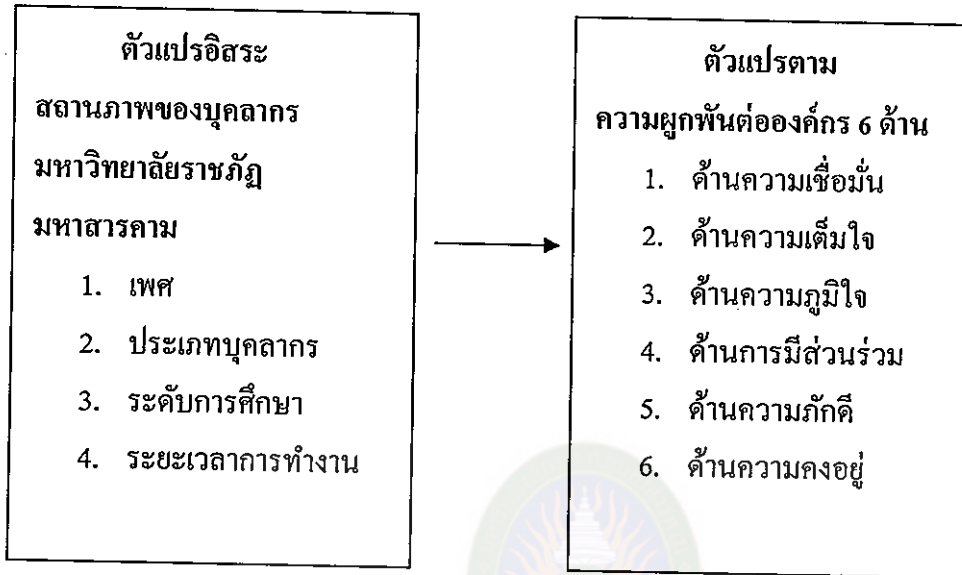 ตัวแปรอิสระ
สถานภาพของบุคลากร
มหาวิทยาลัยราชภัฏ
มหาสารคาม
1. เพศ
2. ประเภทบุคลากร
3. ระดับการศึกษา
4. ระยะเวลาการทำงาน
ตัวแปรตาม
ความผูกพันต่อองค์กร 6 ด้าน
1. ด้านความเชื่อมั่น
2. ด้านความเต็มใจ
3. ด้านความภูมิใจ
4. ด้านการมีส่วนร่วม
5. ด้านความภักดี
6. ด้านความคงอยู่